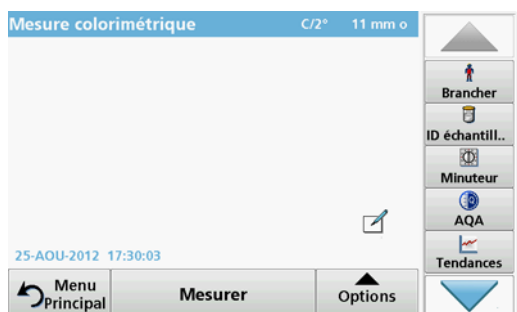 Mesure colorimétrique C/2° 11 mm o
Brancher
ID échantill..
Minuteur
AQA
25-AOU-2012 17:30:03
Tendances
Menu
Principal
Mesurer
Options